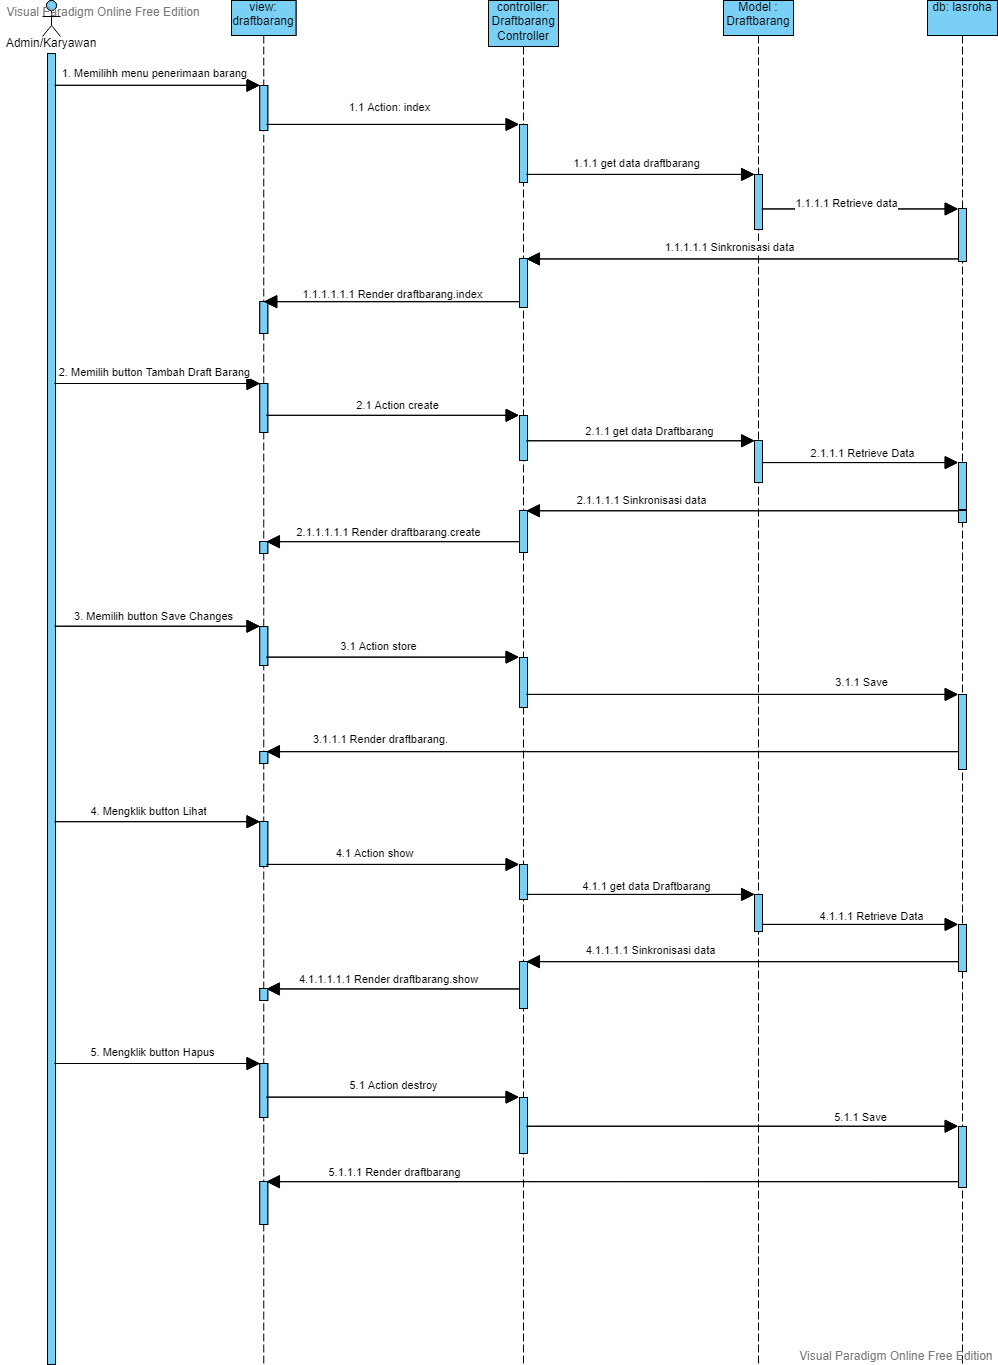 Visual Paradigm Online Free Edition
view:
draftbarang
controller:
Draftbarang
Controller
Model :
Draftbarang
db: lasroha
Admin/Karyawan
1. Memilihh menu penerimaan barang
1.1 Action: index
1.1.1 get data draftbarang
1.1.1.1 Retrieve data
1.1.1.1.1 Sinkronisasi data
1.1.1.1.1.1 Render draftbarang.index
2. Memilih button Tambah Draft Barang
2.1 Action create
2.1.1 get data Draftbarang
2.1.1.1 Retrieve Data
2.1.1.1.1 Sinkronisasi data
2.1.1.1.1.1 Render draftbarang.create
3. Memilih button Save Changes
3.1 Action store
3.1.1 Save
3.1.1.1 Render draftbarang.
4. Mengklik button Lihat
4.1 Action show
4.1.1 get data Draftbarang
4.1.1.1 Retrieve Data
4.1.1.1.1 Sinkronisasi data
4.1.1.1.1.1 Render draftbarang.show
5. Mengklik button Hapus
5.1 Action destroy
5.1.1 Save
5.1.1.1 Render draftbarang
Visual Paradigm Online Free Edition